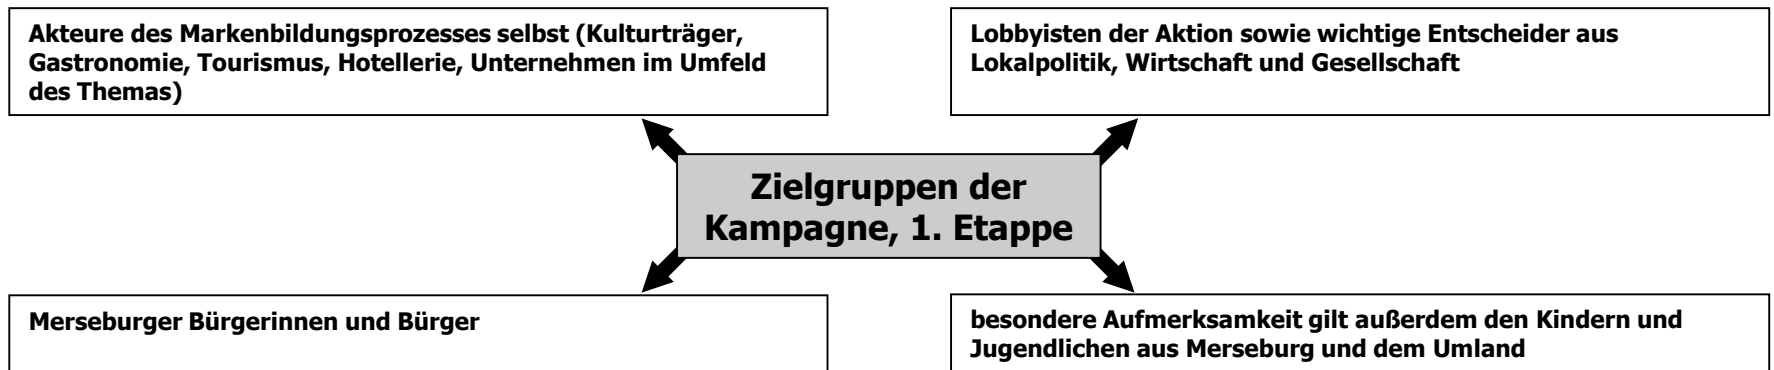 Akteure des Markenbildungsprozesses selbst (Kulturträger,
Gastronomie, Tourismus, Hotellerie, Unternehmen im Umfeld
des Themas)
Lobbyisten der Aktion sowie wichtige Entscheider aus
Lokalpolitik, Wirtschaft und Gesellschaft
Zielgruppen der
Kampagne, 1. Etappe
Merseburger Bürgerinnen und Bürger
besondere Aufmerksamkeit gilt außerdem den Kindern und
Jugendlichen aus Merseburg und dem Umland